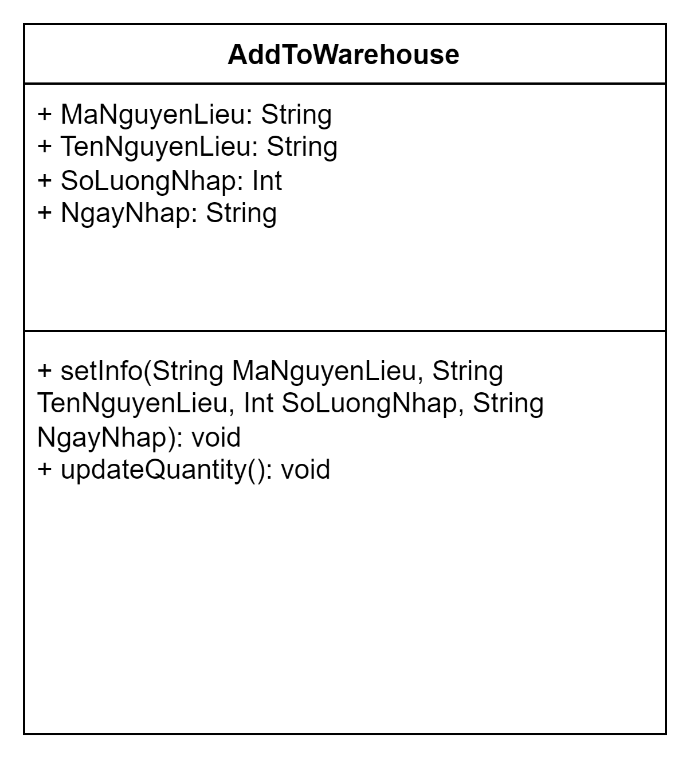 AddToWarehouse
+ MaNguyenLieu: String
+ TenNguyenLieu: String
+ SoLuongNhap: Int
+ NgayNhap: String
+ setInfo(String MaNguyenLieu, String
TenNguyenLieu, Int SoLuongNhap, String
NgayNhap): void
+ updateQuantity(): void